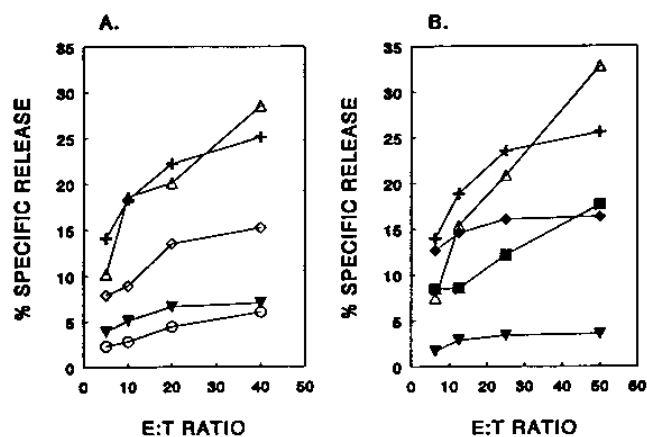 A. B.
35 35
30 30
25 25
20 20
15 15
10 10
5 5
0 0
% SPECIFIC RELEASE % SPECIFIC RELEASE
0 10 20 30 40 50 0 10 20 30 40 50 60
E:T RATIO E:T RATIO